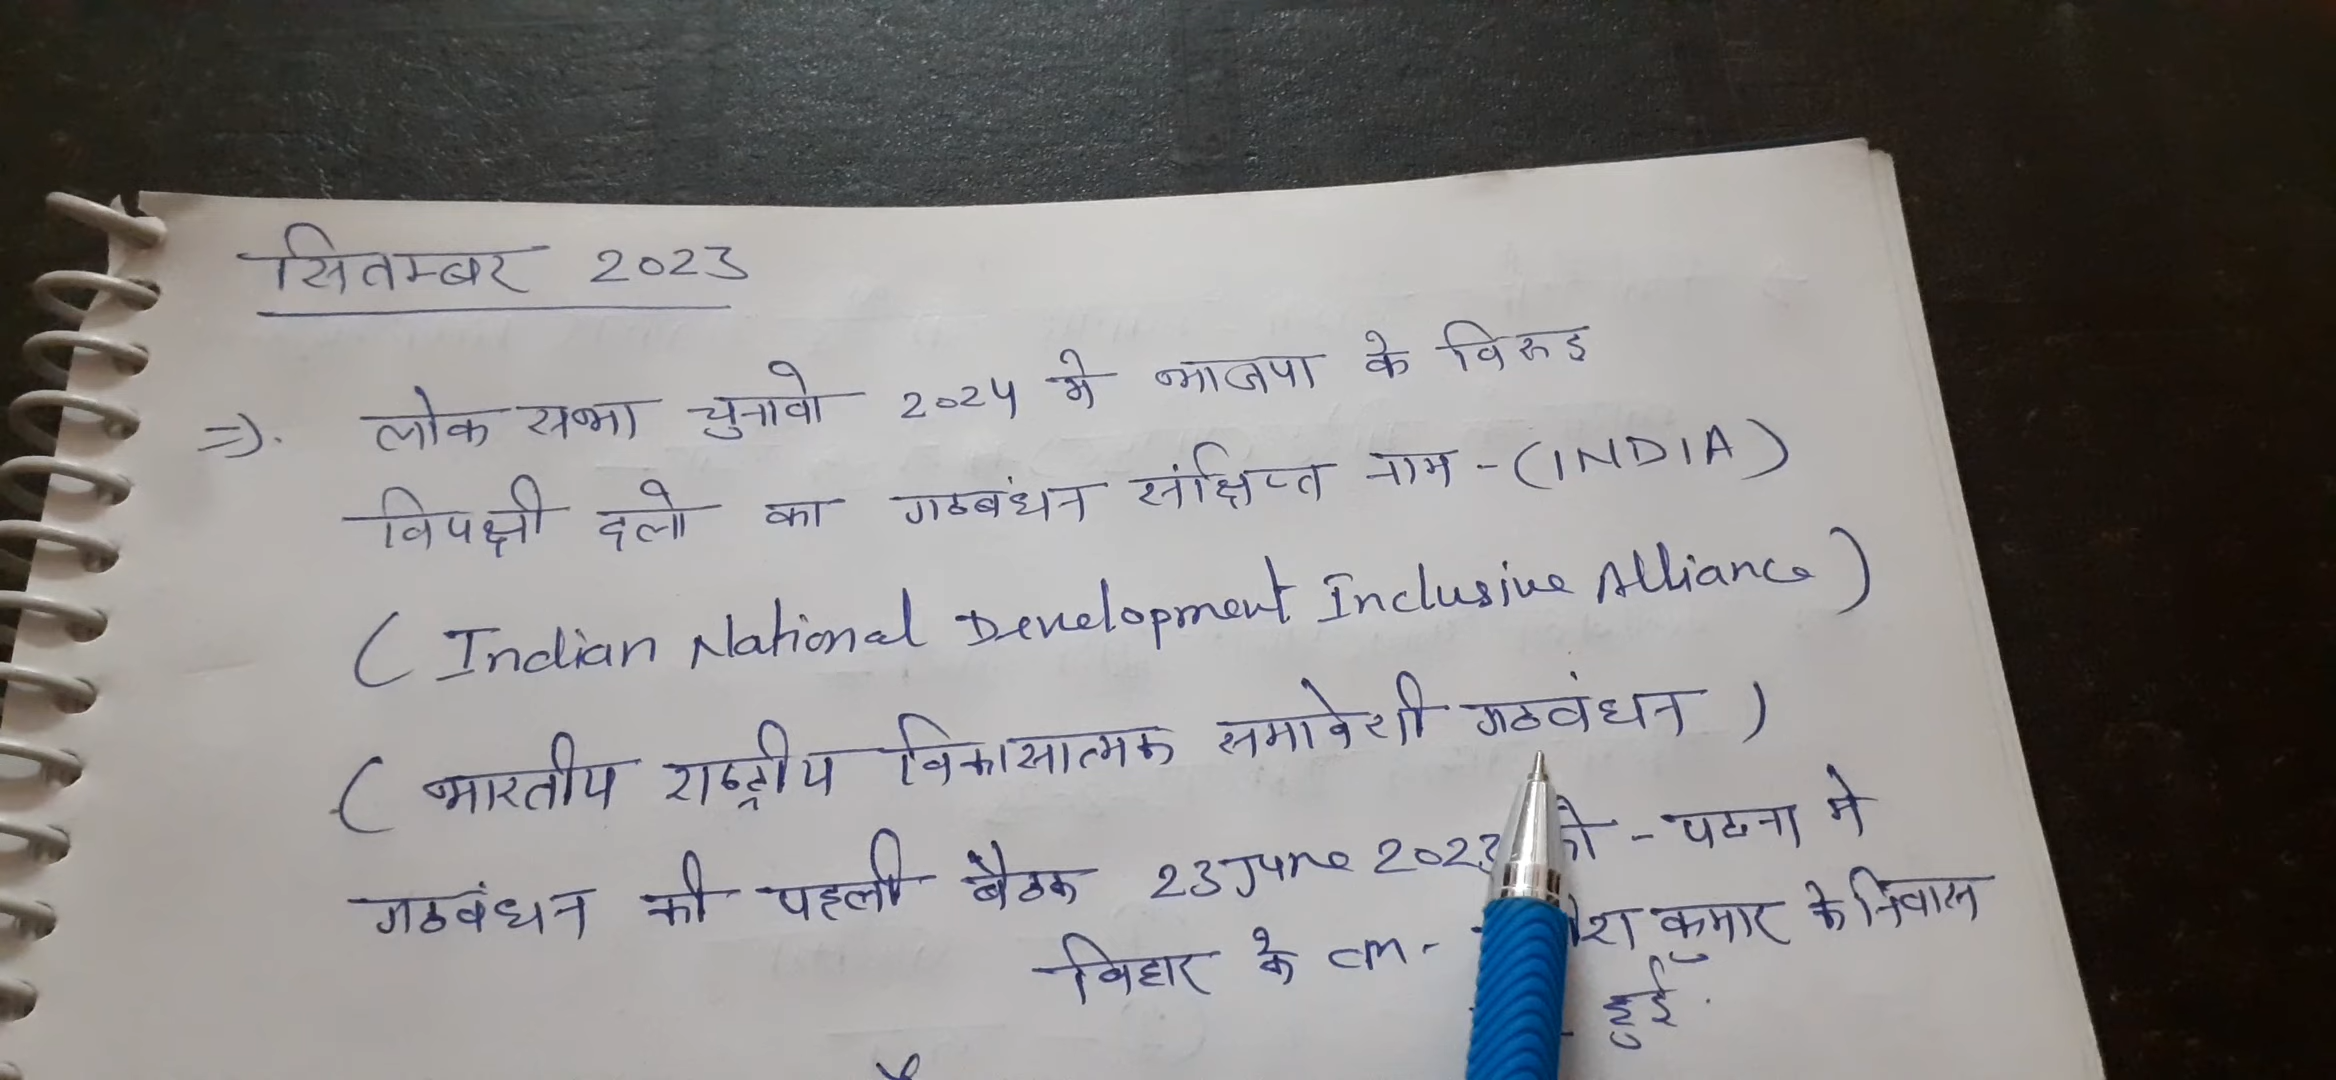 सितम्बर 2023
⇒. लोक सभा चुनावो 2024 मे भाजपा के विरुद्ध
विपक्षी दलो का गठबंधन संक्षिप्त नाम - (INDIA)
( Indian National Development Inclusive Alliance )
( भारतीय राष्ट्रीय विकासात्मक समावेशी गठबंधन )
गठबंधन की पहली बैठक 23 June 2023 को - पटना मे
बिहार के CM - कुमार के निवास
हुई.